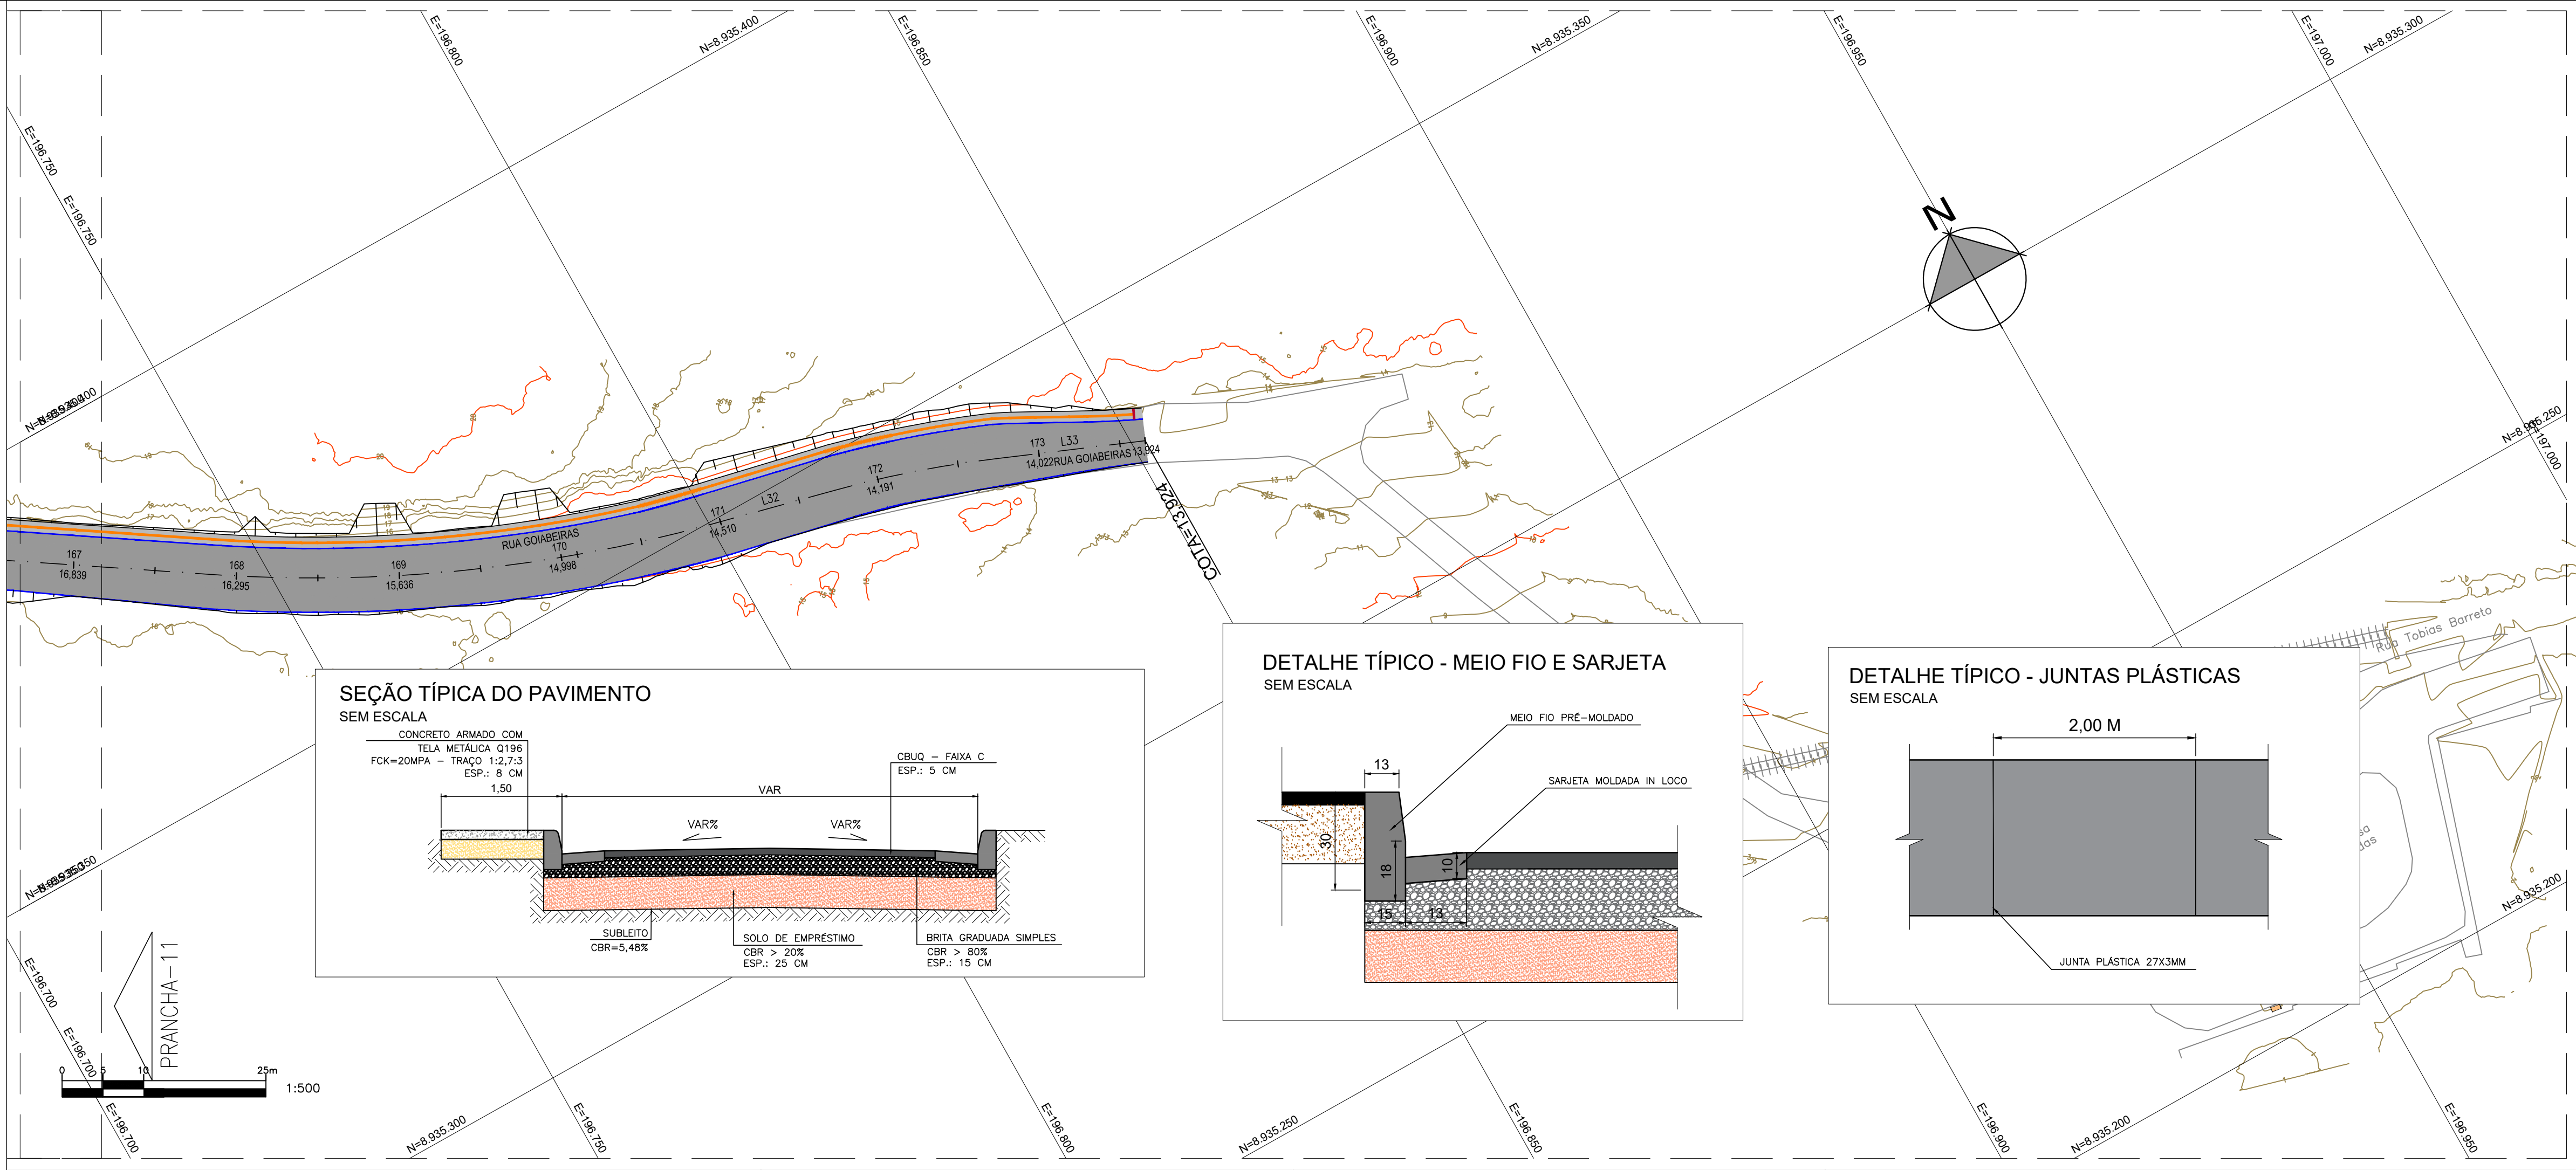 E=196.800
N=8.935.400
E=196.850
E=196.900
N=8.935.350
E=196.950
E=197.000
N=8.935.300
E=196.750
E=196.750
N
N=8.935.400
N=8.935.250
E=197.000
RUA GOIABEIRAS
167
16,839
168
16,295
169
15,636
170
14,998
171
14,510
L32
172
14,191
173
14,022
L33
RUA GOIABEIRAS
13,924
COTA=13,924
Rua Tobias Barreto
SEÇÃO TÍPICA DO PAVIMENTO
SEM ESCALA
CONCRETO ARMADO COM
TELA METÁLICA Q196
FCK=20MPA - TRAÇO 1:2,7:3
ESP.: 8 CM
1,50
VAR
CBUQ - FAIXA C
ESP.: 5 CM
VAR%
VAR%
SUBLEITO
CBR=5,48%
SOLO DE EMPRÉSTIMO
CBR > 20%
ESP.: 25 CM
BRITA GRADUADA SIMPLES
CBR > 80%
ESP.: 15 CM
DETALHE TÍPICO - MEIO FIO E SARJETA
SEM ESCALA
MEIO FIO PRÉ-MOLDADO
13
SARJETA MOLDADA IN LOCO
30
18
10
15
13
DETALHE TÍPICO - JUNTAS PLÁSTICAS
SEM ESCALA
2,00 M
JUNTA PLÁSTICA 27X3MM
N=8.935.350
N=8.935.200
PRANCHA-11
E=196.700
E=196.700
0 5 10 25m
1:500
E=196.700
N=8.935.300
E=196.750
E=196.800
N=8.935.250
E=196.850
E=196.900
N=8.935.200
E=196.950